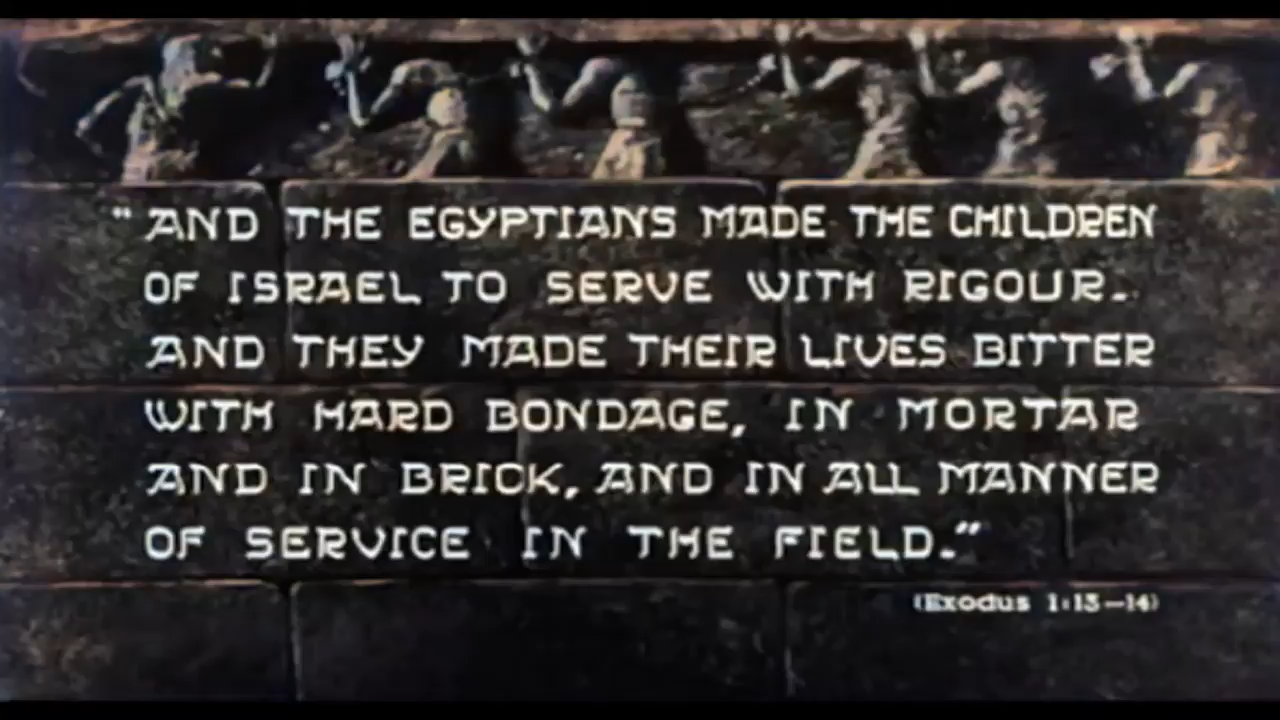 "AND THE EGYPTIANS MADE THE CHILDREN
OF ISRAEL TO SERVE WITH RIGOUR.
AND THEY MADE THEIR LIVES BITTER
WITH HARD BONDAGE, IN MORTAR
AND IN BRICK, AND IN ALL MANNER
OF SERVICE IN THE FIELD."
(Exodus 1:13-14)